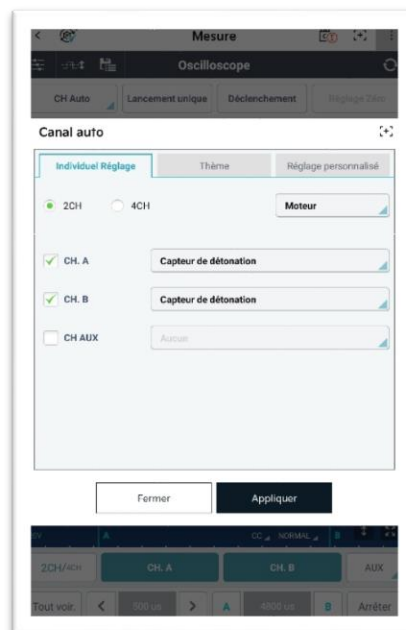 Mesure
Oscilloscope
CH Auto Lancement unique Déclenchement Réglage Zéro
Canal auto
Individuel Réglage Thème Réglage personnalisé
2CH 4CH Moteur
CH. A Capteur de détonation
CH. B Capteur de détonation
CH AUX Aucun
Fermer Appliquer
A CC NORMAL B
2CH/4CH CH. A CH. B AUX
Tout voir. 500 us A 4800 us B Arrêter